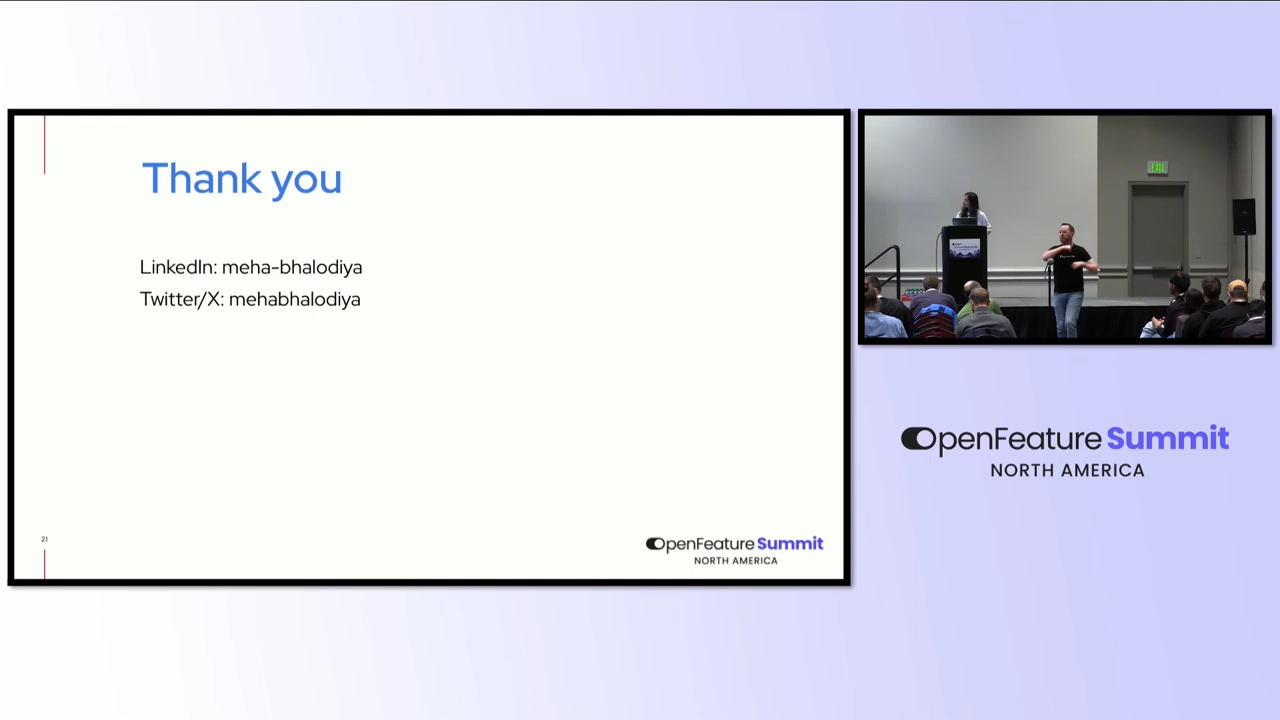 Thank you
LinkedIn: meha-bhalodiya
Twitter/X: mehabhalodiya
21
OpenFeature Summit
NORTH AMERICA
EXIT
OpenFeature Summit
NORTH AMERICA